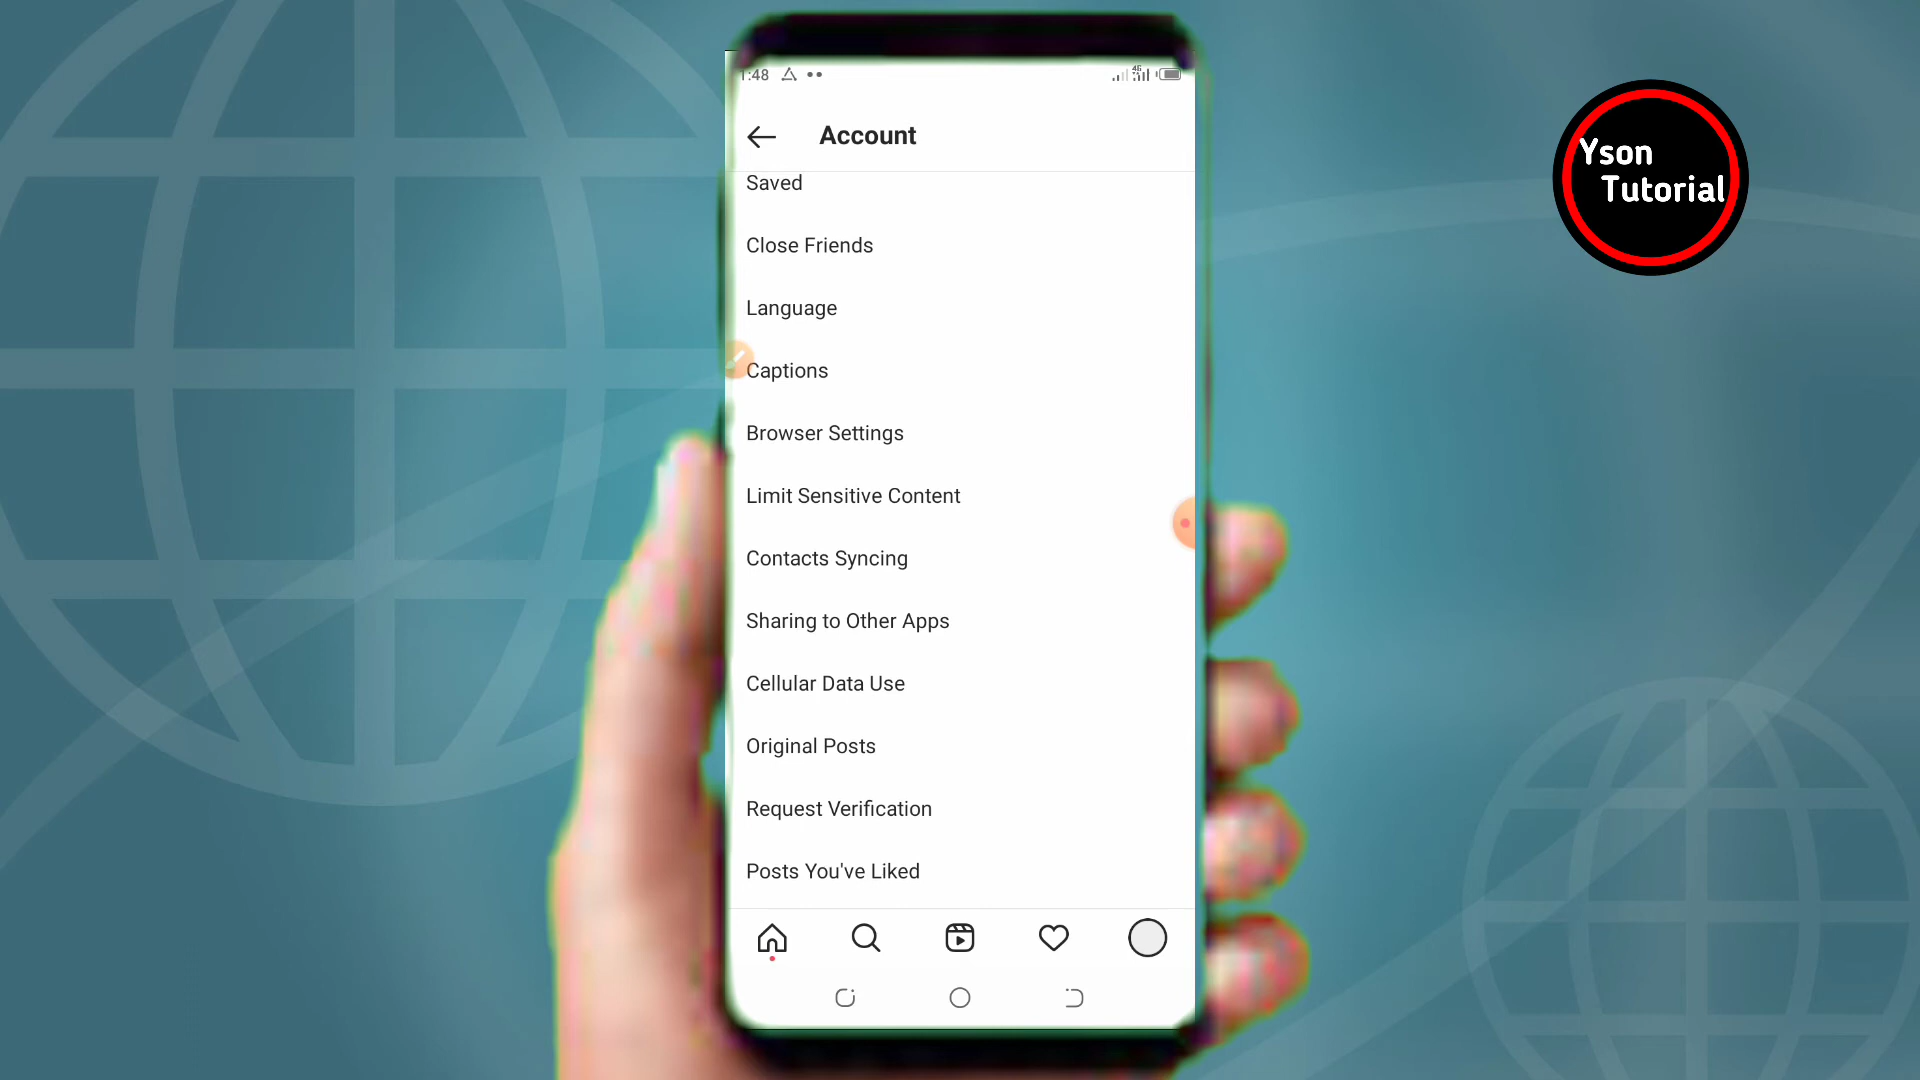 1:48
4G
Account
Saved
Close Friends
Language
Captions
Browser Settings
Limit Sensitive Content
Contacts Syncing
Sharing to Other Apps
Cellular Data Use
Original Posts
Request Verification
Posts You've Liked
Yson
Tutorial